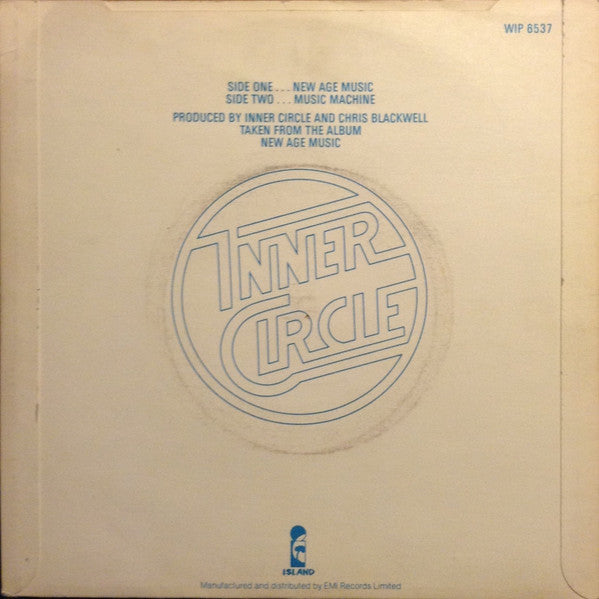 WIP 6537
SIDE ONE... NEW AGE MUSIC
SIDE TWO... MUSIC MACHINE
PRODUCED BY INNER CIRCLE AND CHRIS BLACKWELL
TAKEN FROM THE ALBUM
NEW AGE MUSIC
INNER
CIRCLE
ISLAND
Manufactured and distributed by EMI Records Limited